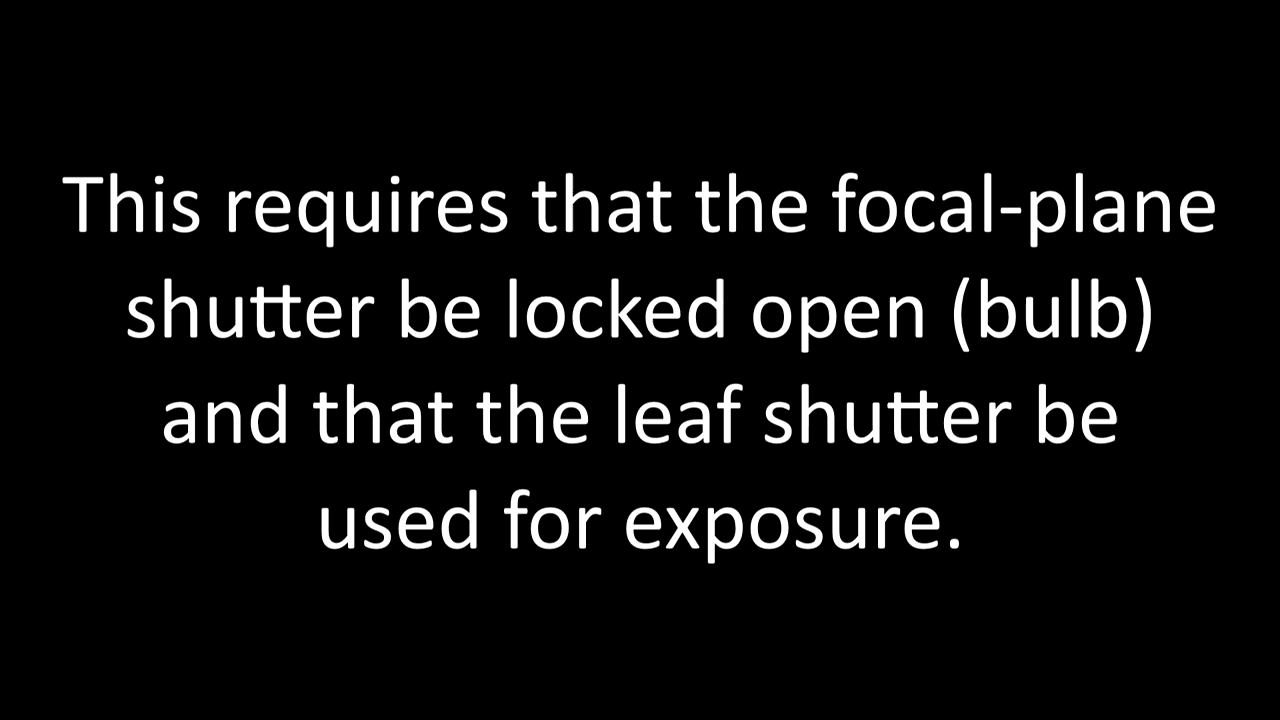 This requires that the focal-plane
shutter be locked open (bulb)
and that the leaf shutter be
used for exposure.